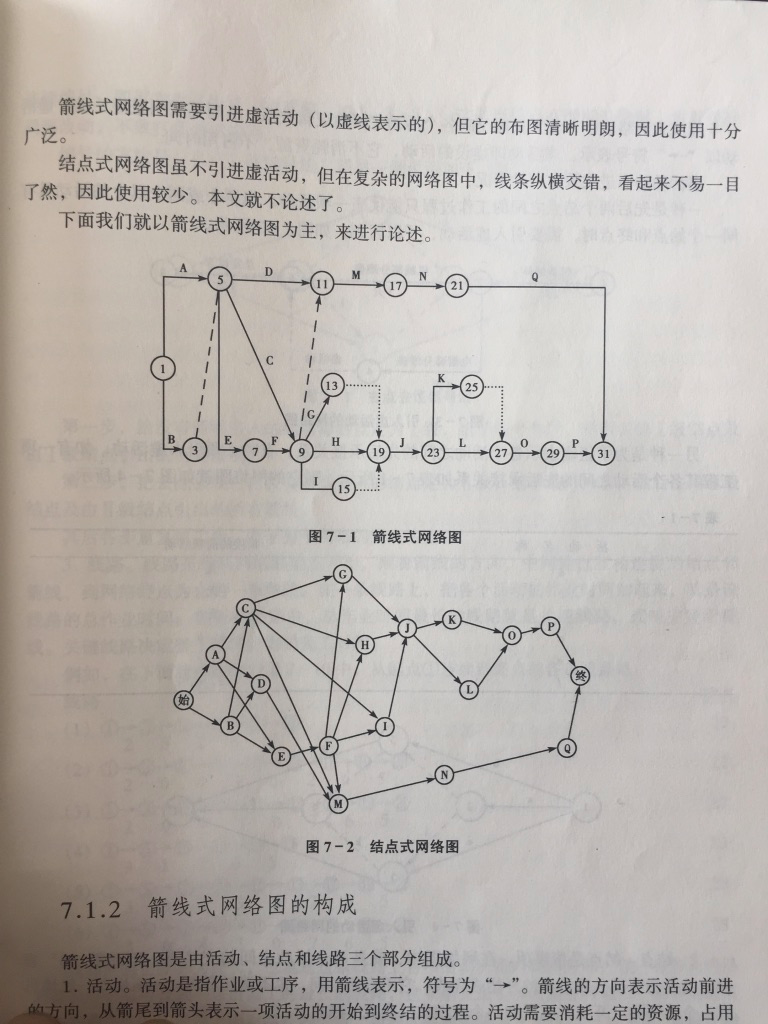 箭线式网络图需要引进虚活动（以虚线表示的），但它的布图清晰明朗，因此使用十分
广泛。
结点式网络图虽不引进虚活动，但在复杂的网络图中，线条纵横交错，看起来不易一目
了然，因此使用较少。本文就不论述了。
下面我们就以箭线式网络图为主，来进行论述。
A 5 D 11 M 17 N 21 Q
1 C
13 K 25
G
B 3 E 7 F 9 H 19 J 23 L 27 O 29 P 31
I 15
图7-1 箭线式网络图
G
C K P
J O
H
A 终
D L
始
B I
F Q
E
N
M
图7-2 结点式网络图
7.1.2 箭线式网络图的构成
箭线式网络图是由活动、结点和线路三个部分组成。
1. 活动。活动是指作业或工序，用箭线表示，符号为“→”。箭线的方向表示活动前进
的方向，从箭尾到箭头表示一项活动的开始到终结的过程。活动需要消耗一定的资源，占用